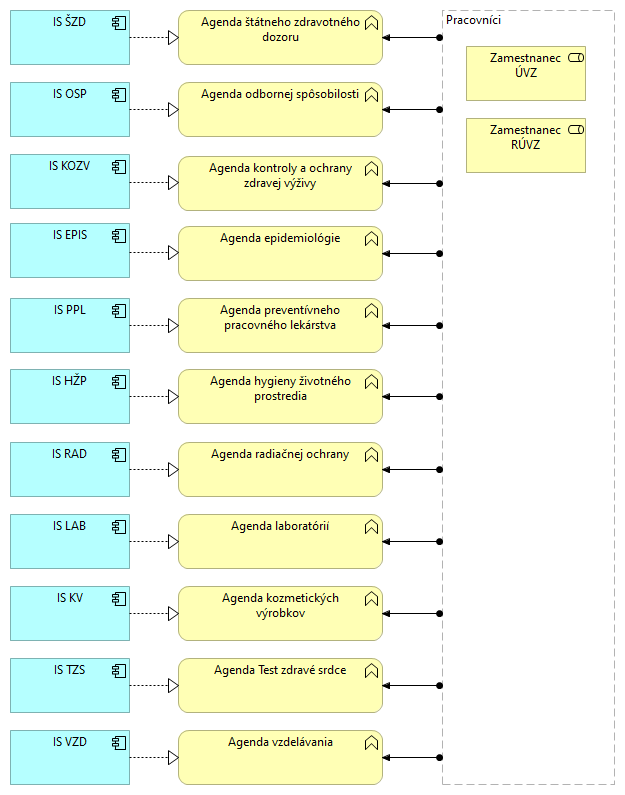 IS ŠZD
Agenda štátneho zdravotného
dozoru
Pracovníci
Zamestnanec
ÚVZ
IS OSP
Agenda odbornej spôsobilosti
Zamestnanec
RÚVZ
IS KOZV
Agenda kontroly a ochrany
zdravej výživy
IS EPIS
Agenda epidemiológie
IS PPL
Agenda preventívneho
pracovného lekárstva
IS HŽP
Agenda hygieny životného
prostredia
IS RAD
Agenda radiačnej ochrany
IS LAB
Agenda laboratórií
IS KV
Agenda kozmetických
výrobkov
IS TZS
Agenda Test zdravé srdce
IS VZD
Agenda vzdelávania